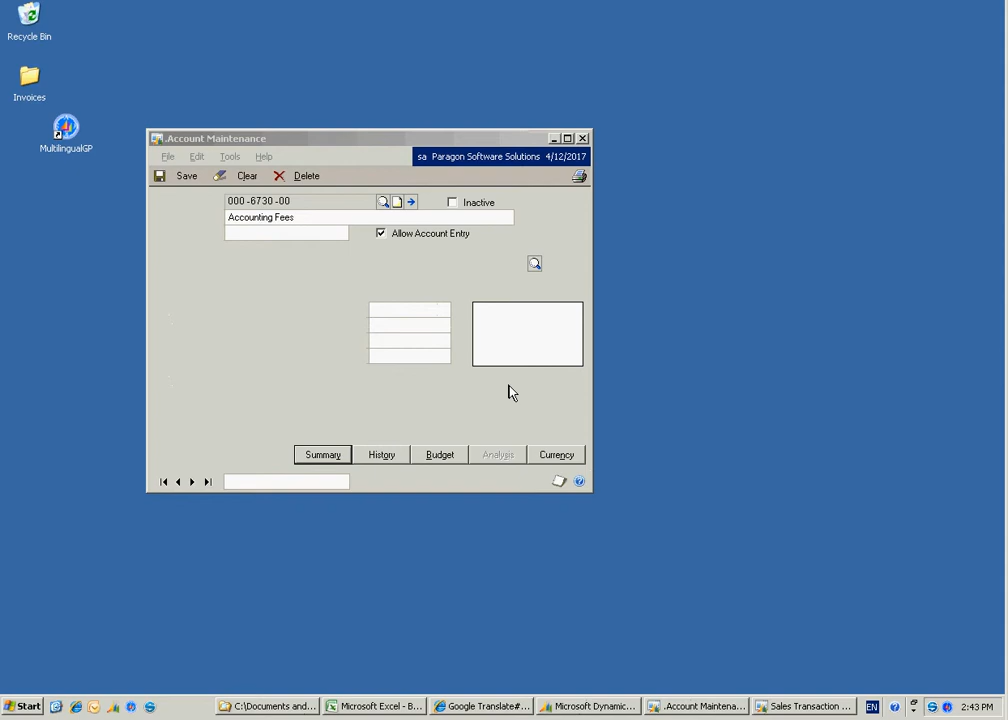 Recycle Bin
Invoices
MultilingualGP
.Account Maintenance
File Edit Tools Help
sa Paragon Software Solutions 4/12/2017
Save Clear Delete
000 -6730 -00
Inactive
Accounting Fees
Allow Account Entry
Summary History Budget Analysis Currency
Start
C:\Documents and...
Microsoft Excel - B...
Google Translate#...
Microsoft Dynamic...
.Account Maintena...
Sales Transaction ...
EN
2:43 PM